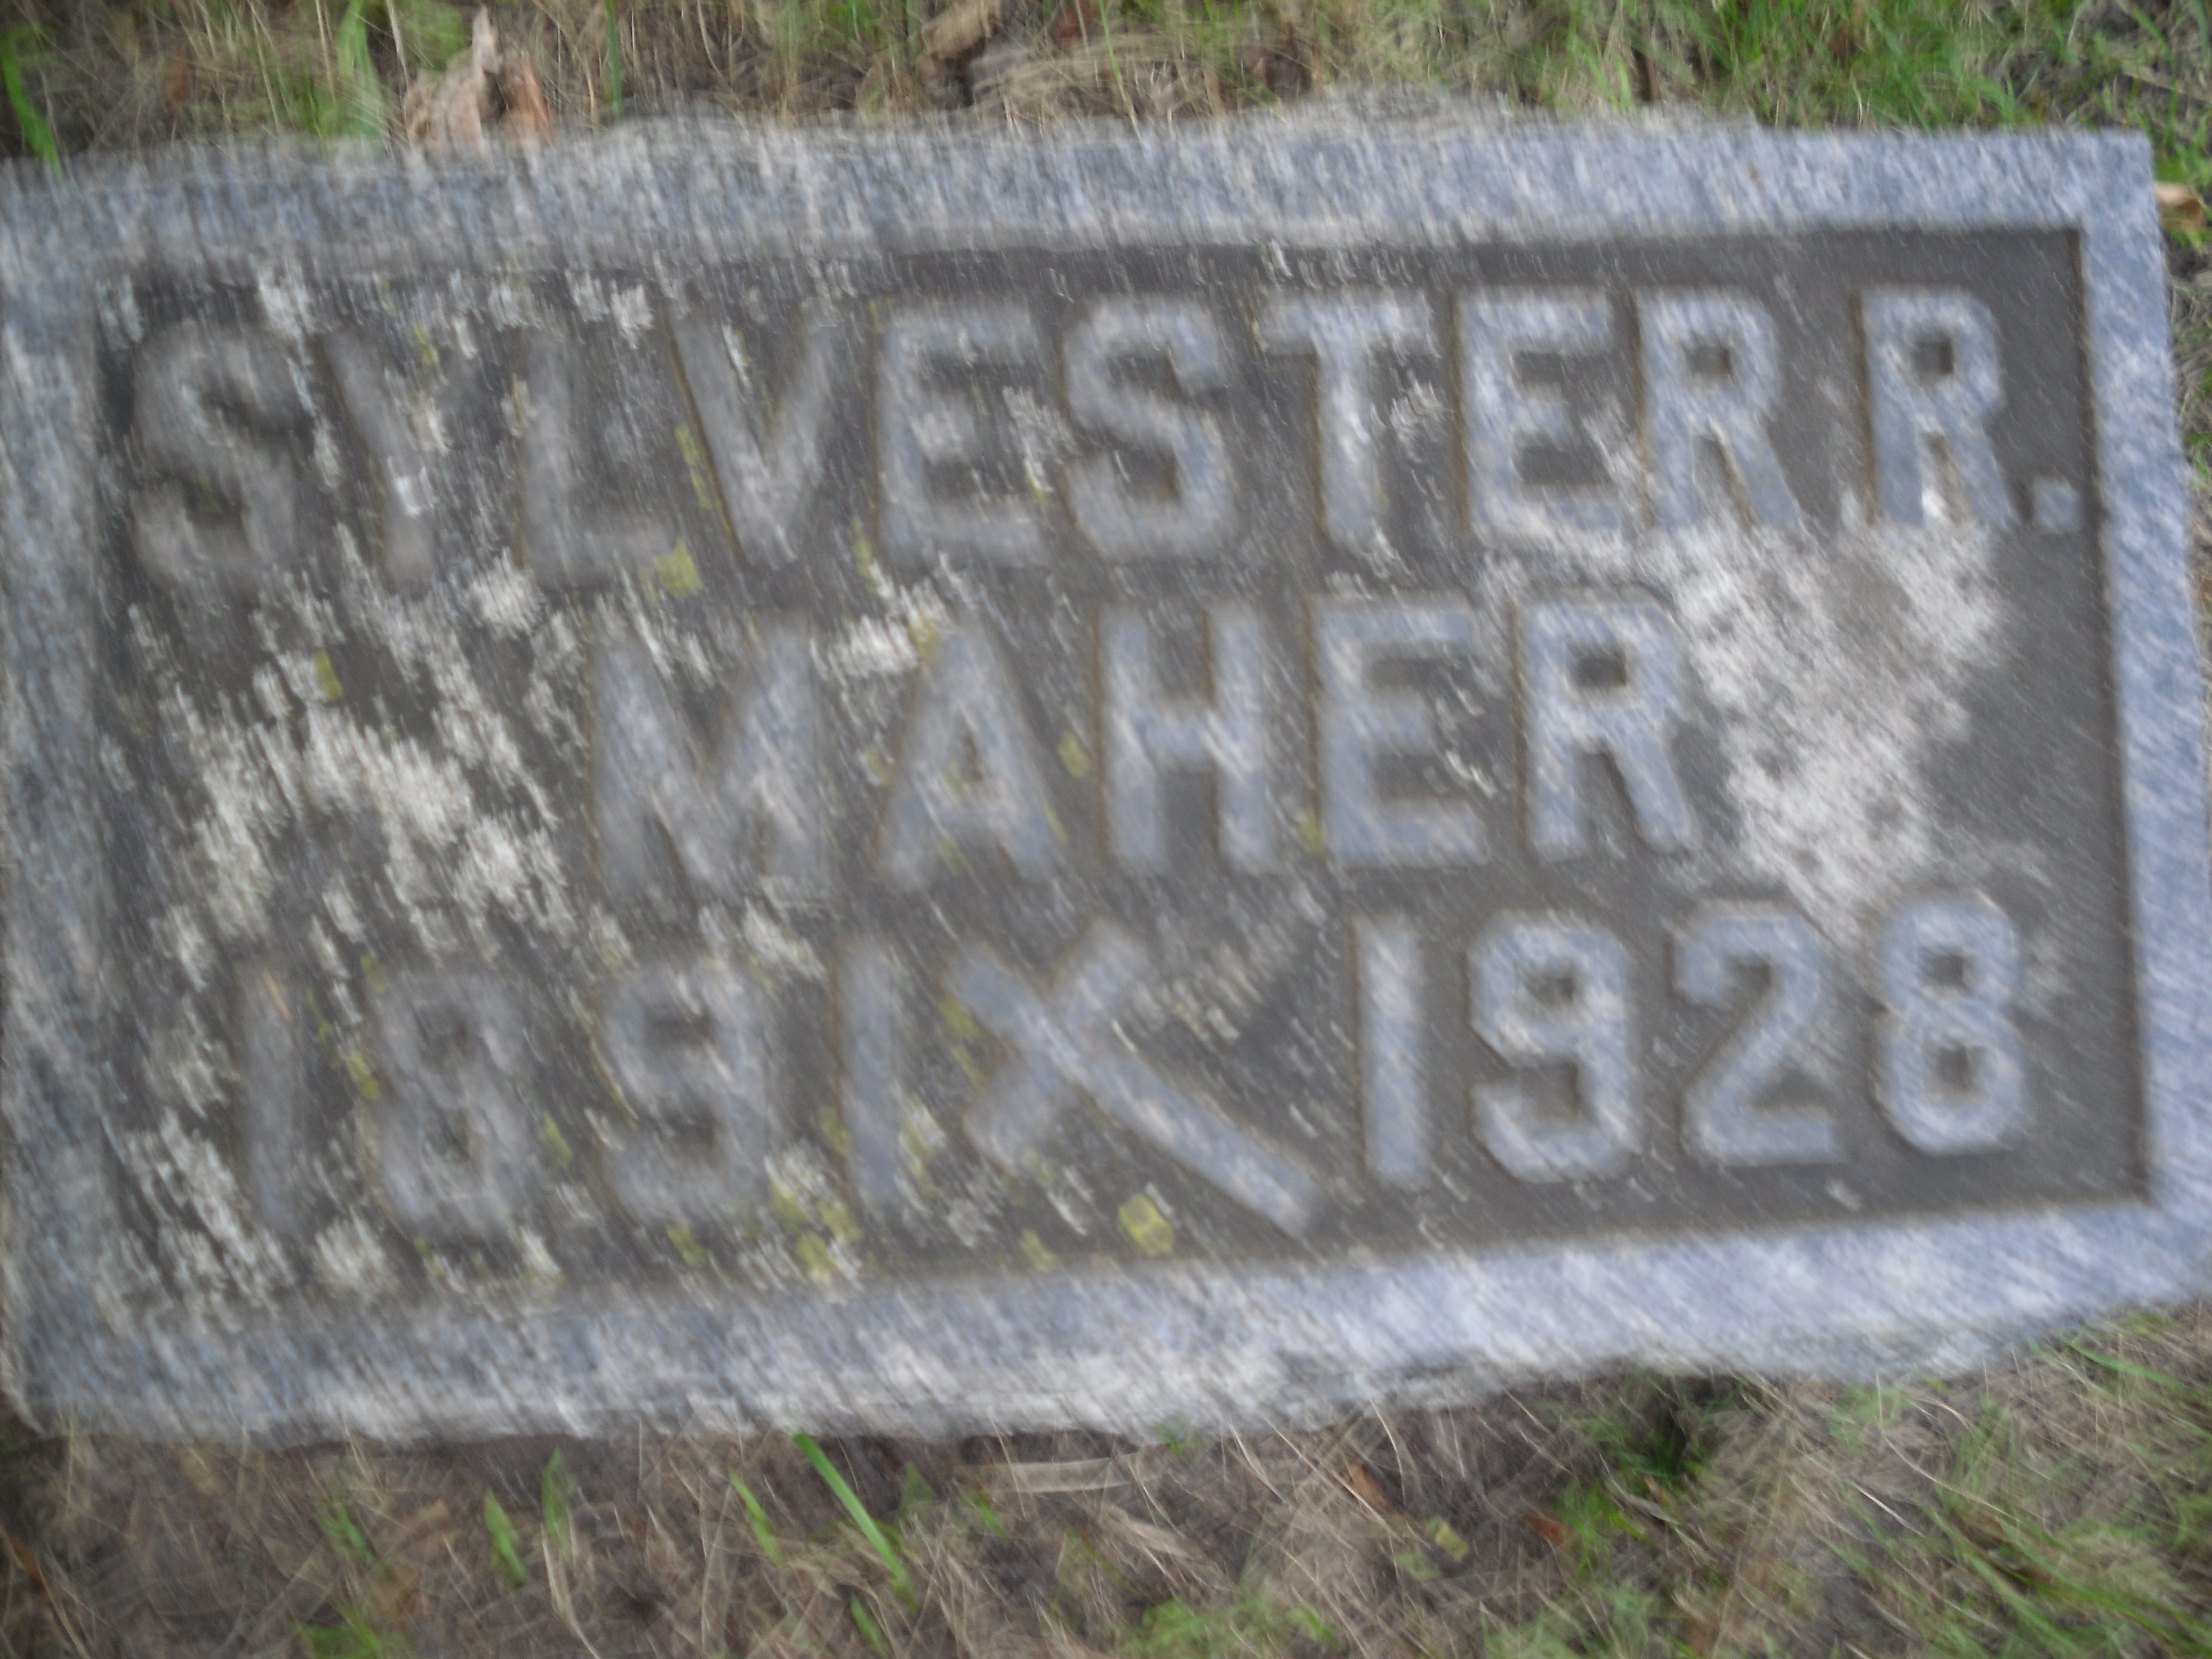 SYLVESTER R.
MAHER
1891 1928